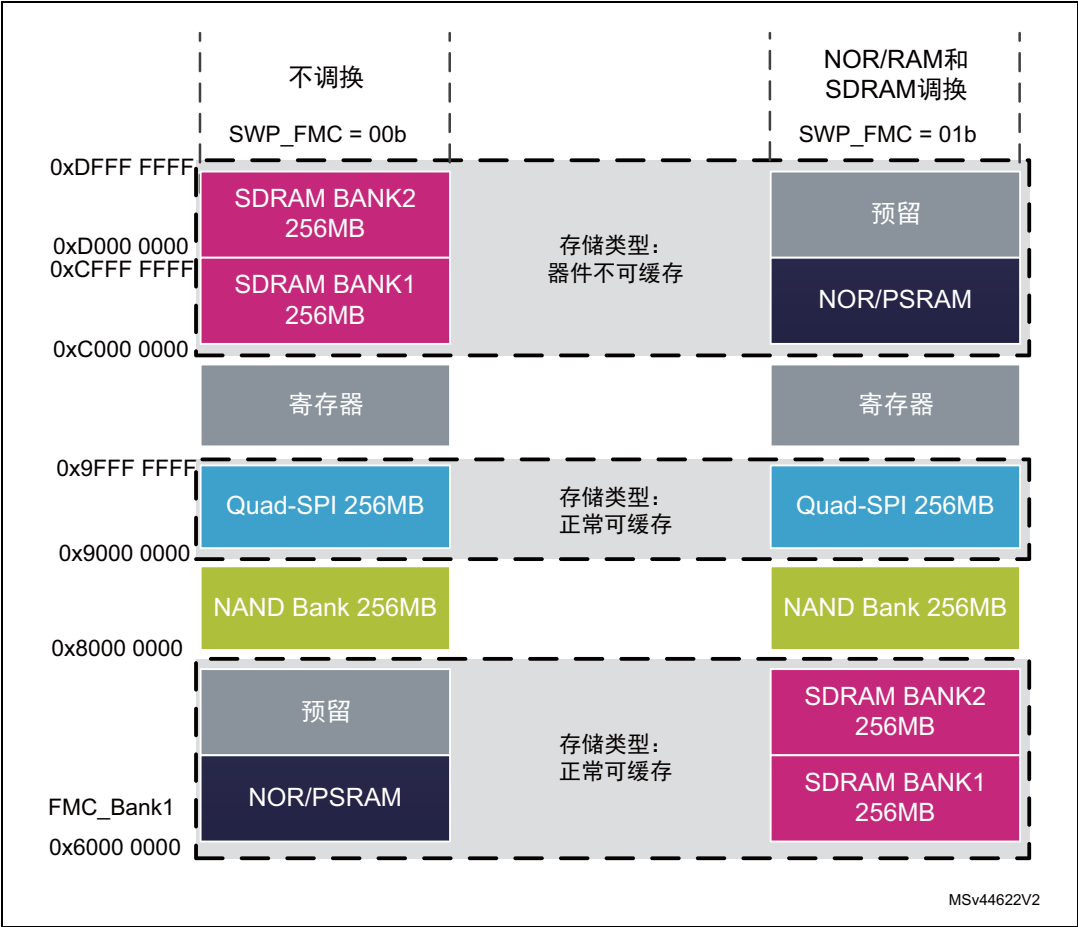 不调换
NOR/RAM和
SDRAM调换
SWP_FMC = 00b
SWP_FMC = 01b
0xDFFF FFFF
SDRAM BANK2
256MB
预留
0xD000 0000
存储类型:
器件不可缓存
0xCFFF FFFF
SDRAM BANK1
256MB
NOR/PSRAM
0xC000 0000
寄存器
寄存器
0x9FFF FFFF
Quad-SPI 256MB
存储类型:
正常可缓存
Quad-SPI 256MB
0x9000 0000
NAND Bank 256MB
NAND Bank 256MB
0x8000 0000
预留
SDRAM BANK2
256MB
存储类型:
正常可缓存
NOR/PSRAM
SDRAM BANK1
256MB
FMC_Bank1
0x6000 0000
MSv44622V2